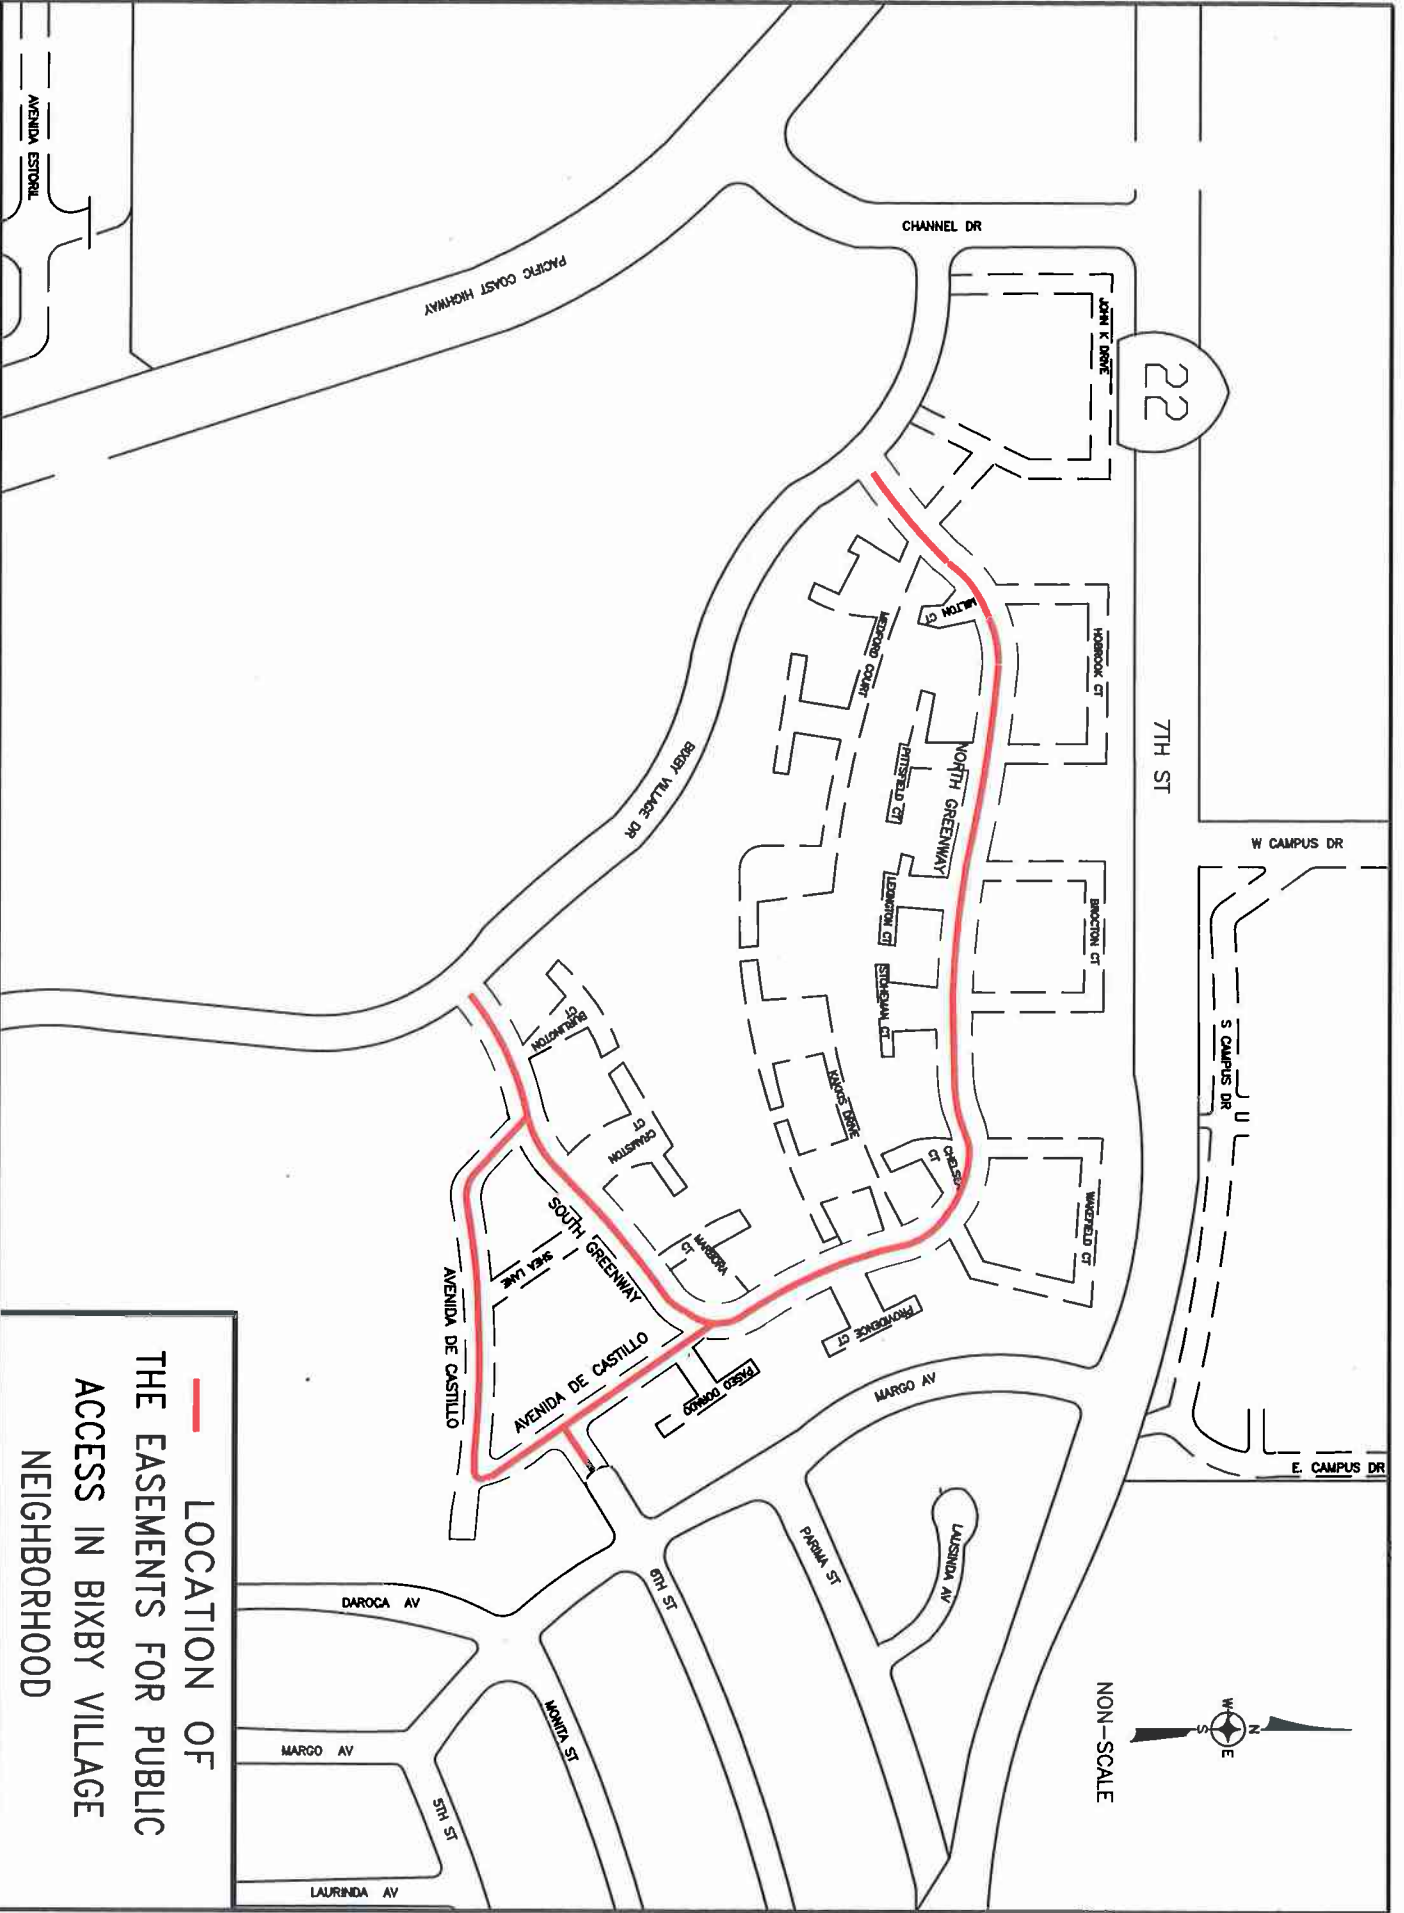 AVENIDA ESTORIL
PACIFIC COAST HIGHWAY
CHANNEL DR
JOHN K DRIVE
22
7TH ST
W CAMPUS DR
S CAMPUS DR
E. CAMPUS DR
HOBROOK CT
BROCTON CT
WAKEFIELD CT
MILTON CT
MEDFORD COURT
NORTH GREENWAY
PITTSFIELD CT
LEXINGTON CT
STONEMAN CT
KAKKIS DRIVE
CHELSEA
CT
BIXBY VILLAGE DR
BURLINGTON
CT
CRANSTON
CT
MARBORA
CT
PROVIDENCE CT
PASEO DORADO
SOUTH GREENWAY
SHEA LANE
AVENIDA DE CASTILLO
AVENIDA DE CASTILLO
MARGO AV
PARIMA ST
LAUSINDA AV
6TH ST
MONITA ST
DAROCA AV
MARGO AV
5TH ST
LAURINDA AV
N
W
E
S
NON-SCALE
LOCATION OF
THE EASEMENTS FOR PUBLIC
ACCESS IN BIXBY VILLAGE
NEIGHBORHOOD